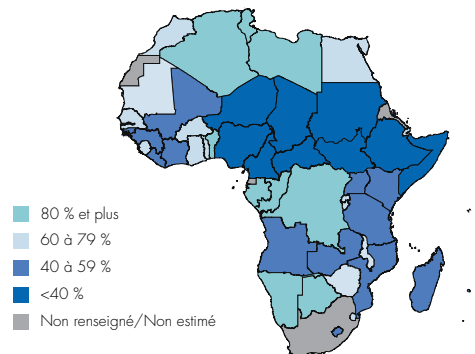 80 % et plus
60 à 79 %
40 à 59 %
<40 %
Non renseigné/Non estimé